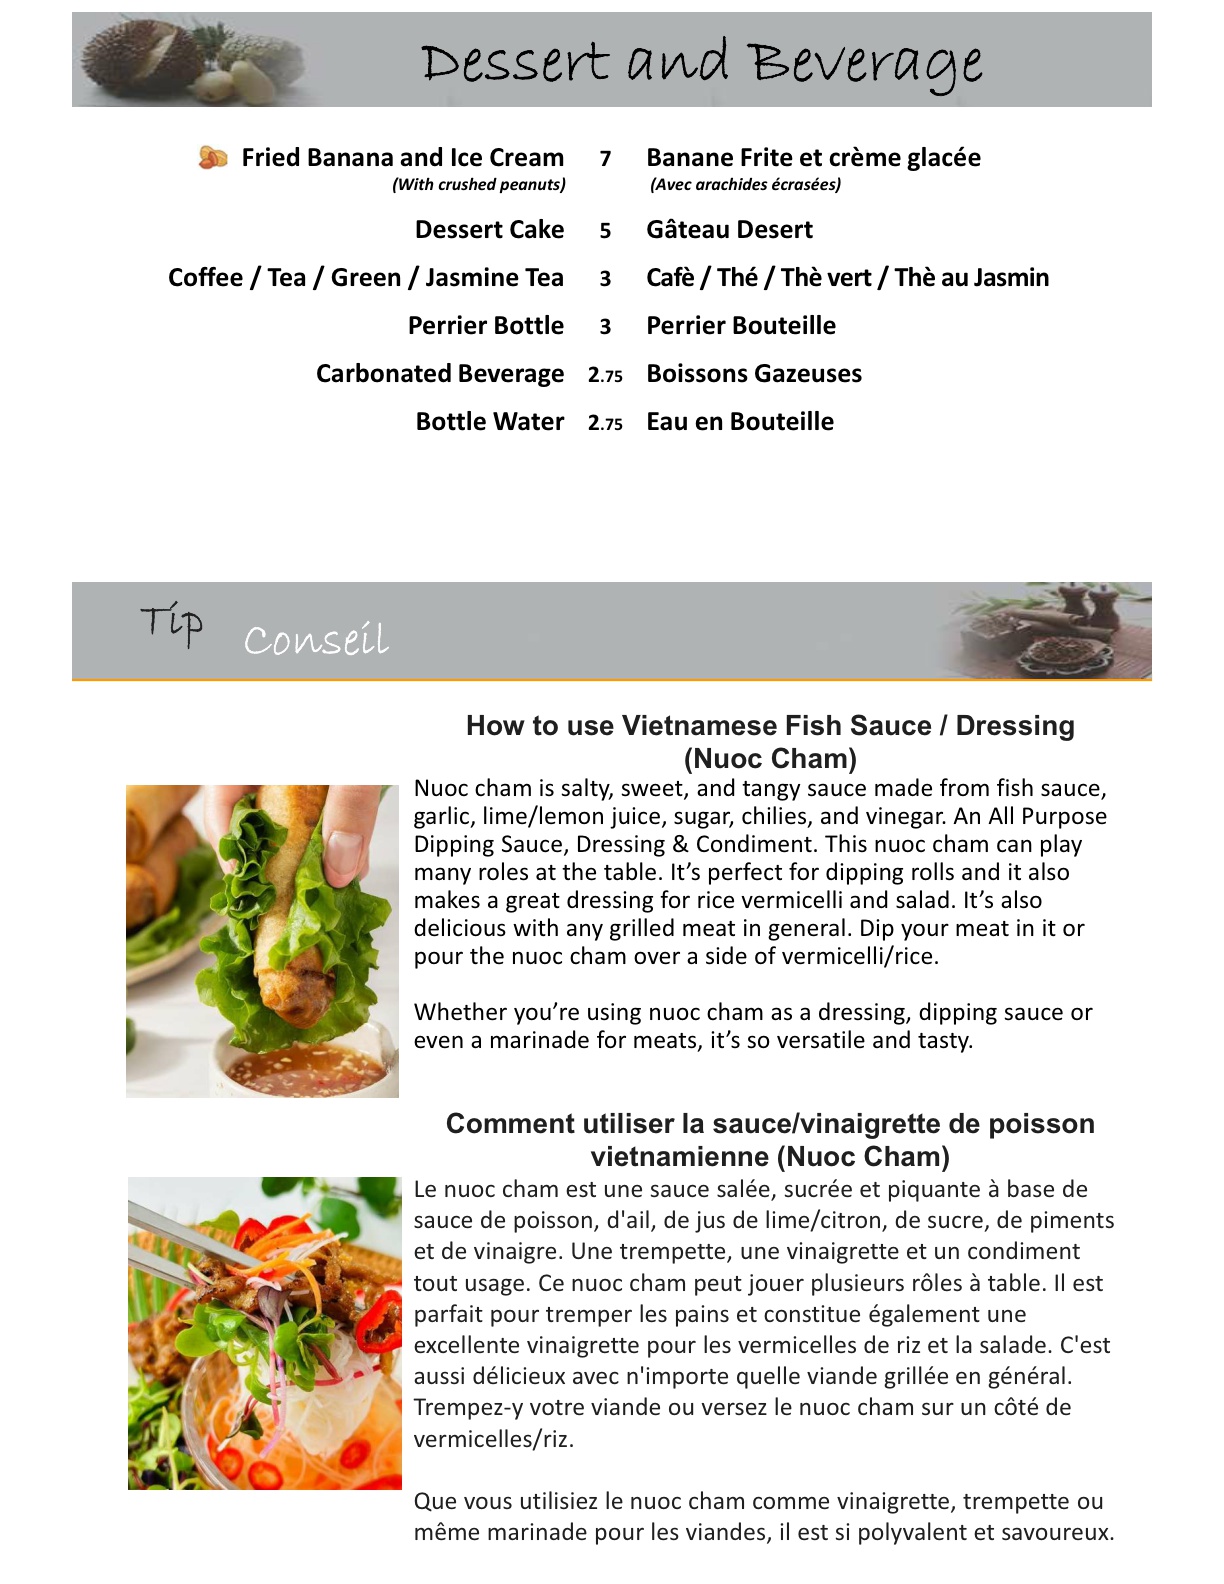 Dessert and Beverage
Fried Banana and Ice Cream 7 Banane Frite et crème glacée
(With crushed peanuts) (Avec arachides écrasées)
Dessert Cake 5 Gâteau Desert
Coffee / Tea / Green / Jasmine Tea 3 Cafè / Thé / Thè vert / Thè au Jasmin
Perrier Bottle 3 Perrier Bouteille
Carbonated Beverage 2.75 Boissons Gazeuses
Bottle Water 2.75 Eau en Bouteille
Tip
Conseil
How to use Vietnamese Fish Sauce / Dressing
(Nuoc Cham)
Nuoc cham is salty, sweet, and tangy sauce made from fish sauce,
garlic, lime/lemon juice, sugar, chilies, and vinegar. An All Purpose
Dipping Sauce, Dressing & Condiment. This nuoc cham can play
many roles at the table. It’s perfect for dipping rolls and it also
makes a great dressing for rice vermicelli and salad. It’s also
delicious with any grilled meat in general. Dip your meat in it or
pour the nuoc cham over a side of vermicelli/rice.
Whether you’re using nuoc cham as a dressing, dipping sauce or
even a marinade for meats, it’s so versatile and tasty.
Comment utiliser la sauce/vinaigrette de poisson
vietnamienne (Nuoc Cham)
Le nuoc cham est une sauce salée, sucrée et piquante à base de
sauce de poisson, d'ail, de jus de lime/citron, de sucre, de piments
et de vinaigre. Une trempette, une vinaigrette et un condiment
tout usage. Ce nuoc cham peut jouer plusieurs rôles à table. Il est
parfait pour tremper les pains et constitue également une
excellente vinaigrette pour les vermicelles de riz et la salade. C'est
aussi délicieux avec n'importe quelle viande grillée en général.
Trempez-y votre viande ou versez le nuoc cham sur un côté de
vermicelles/riz.
Que vous utilisiez le nuoc cham comme vinaigrette, trempette ou
même marinade pour les viandes, il est si polyvalent et savoureux.